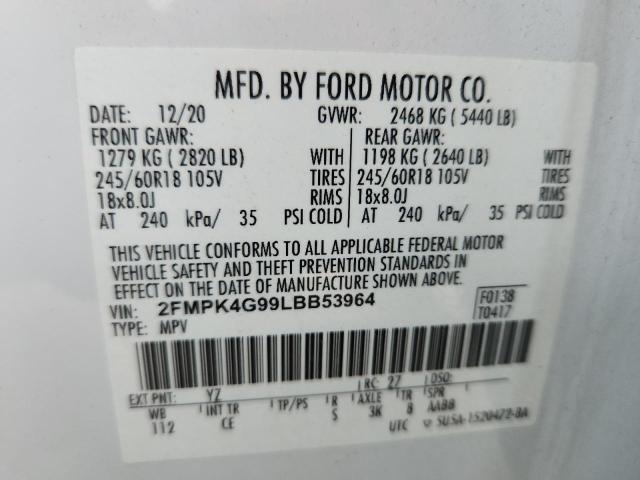 MFD. BY FORD MOTOR CO.
DATE: 12/20 GVWR: 2468 KG ( 5440 LB)
FRONT GAWR: REAR GAWR:
1279 KG ( 2820 LB) WITH 1198 KG ( 2640 LB) WITH
245/60R18 105V TIRES 245/60R18 105V TIRES
18x8.0J RIMS 18x8.0J RIMS
AT 240 kPa/ 35 PSI COLD AT 240 kPa/ 35 PSI COLD
THIS VEHICLE CONFORMS TO ALL APPLICABLE FEDERAL MOTOR
VEHICLE SAFETY AND THEFT PREVENTION STANDARDS IN
EFFECT ON THE DATE OF MANUFACTURE SHOWN ABOVE.
VIN: 2FMPK4G99LBB53964 F0138
TYPE: MPV T0417
EXT PNT: YZ RC: 27 DSO:
WB INT TR TP/PS R AXLE TR SPR
112 CE S 3K 8 AABB
UTC SU5A-1520472-BA